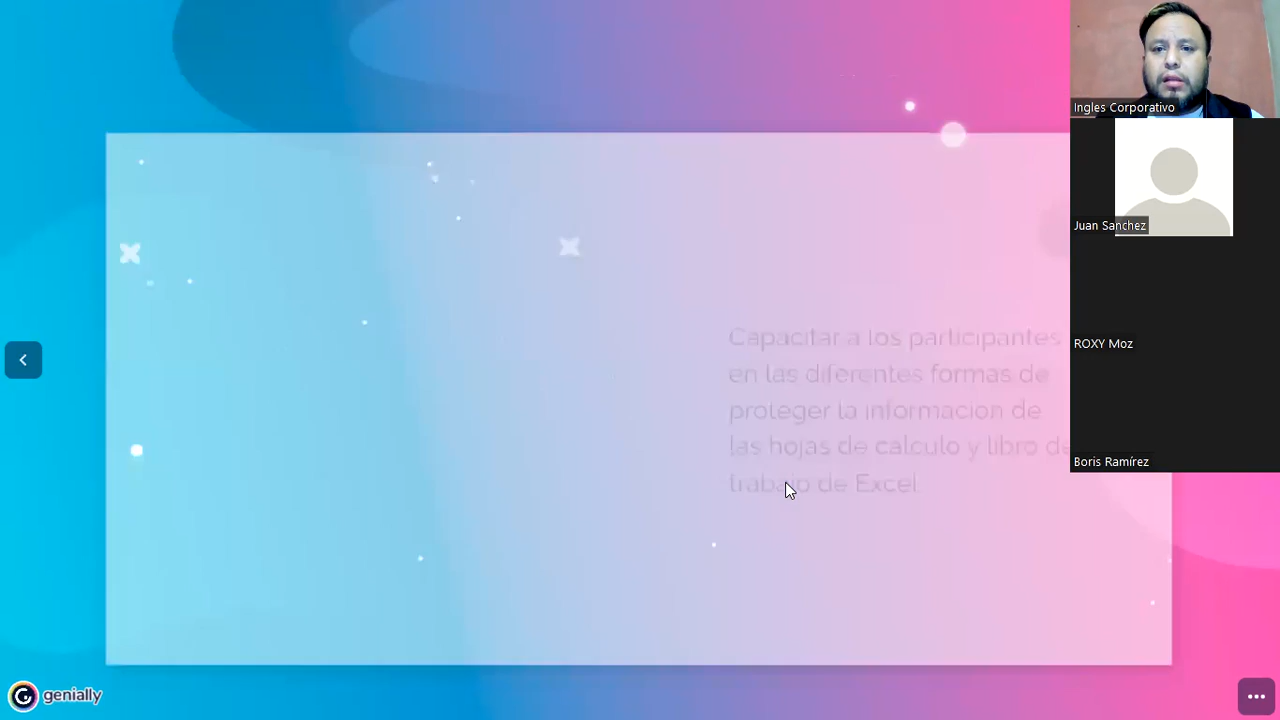 Ingles Corporativo
Juan Sanchez
ROXY Moz
Boris Ramírez
Capacitar a los participantes
en las diferentes formas de
proteger la informacion de
las hojas de calculo y libro de
trabajo de Excel
genially